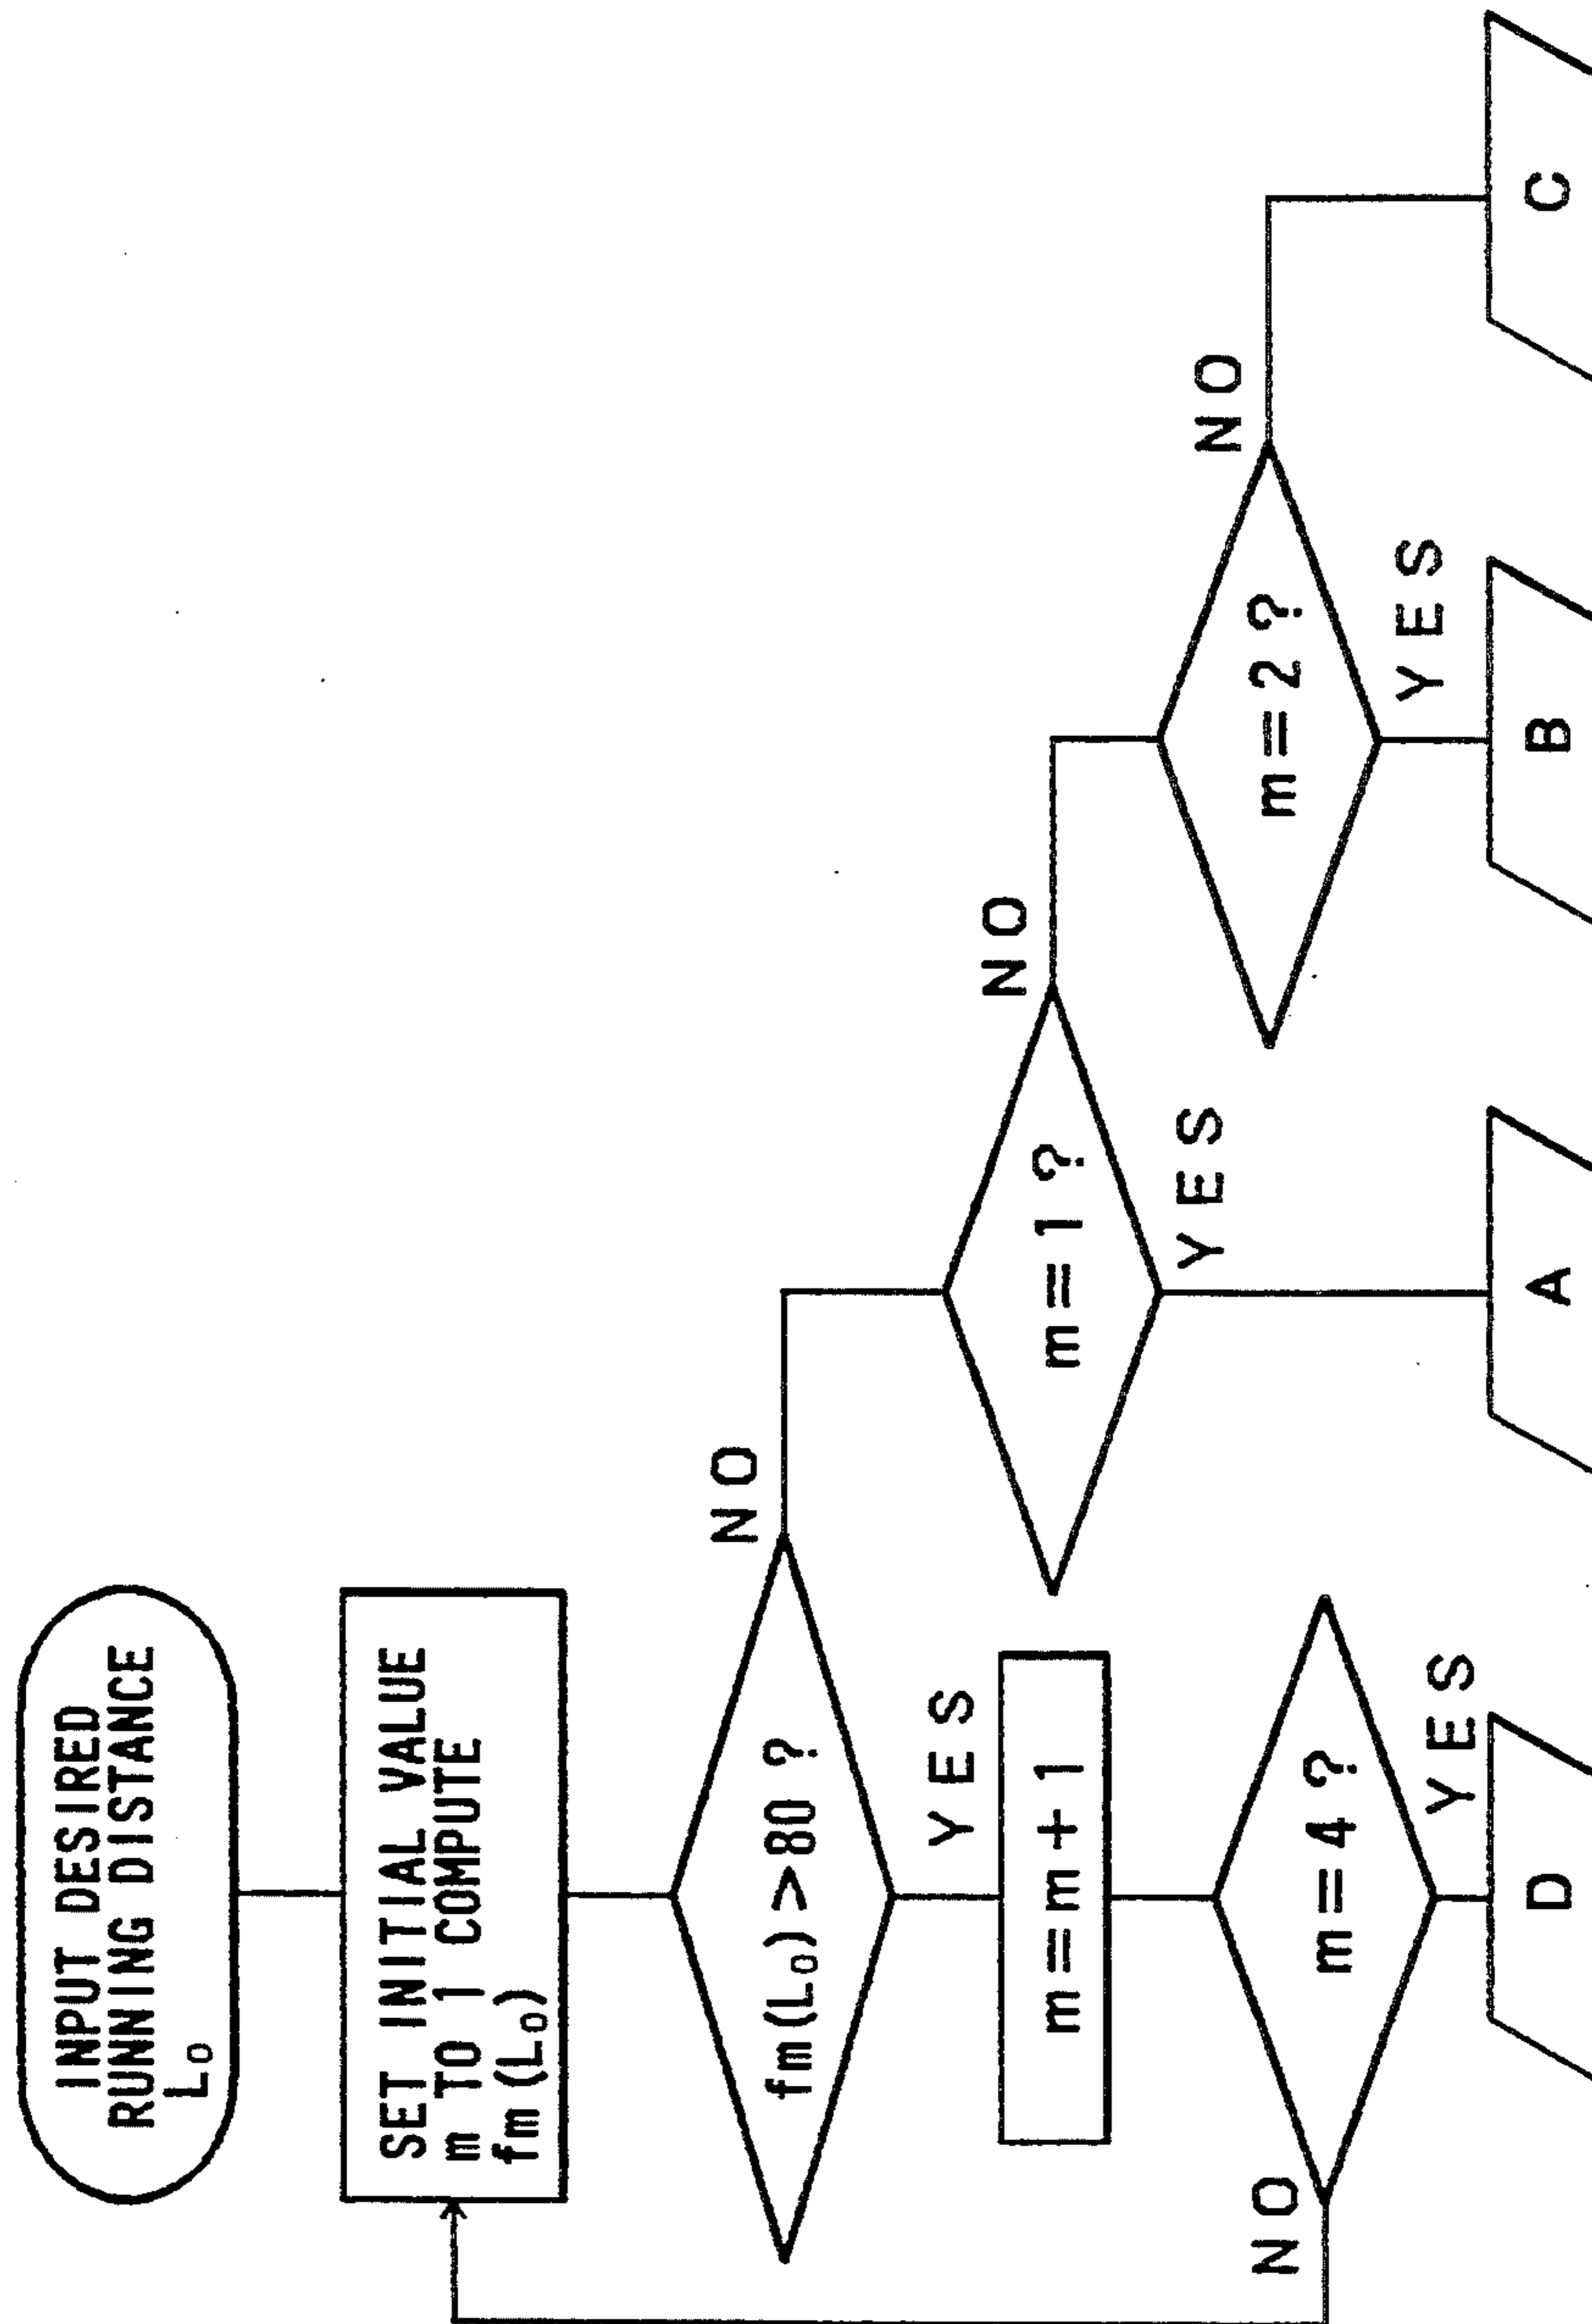 INPUT DESIRED
RUNNING DISTANCE
L₀
SET INITIAL VALUE
m TO 1 COMPUTE
fm(L₀)
fm(L₀)>80?
NO
YES
m=m+1
m=1?
NO
YES
m=2?
NO
YES
m=4?
NO
YES
D
A
B
C